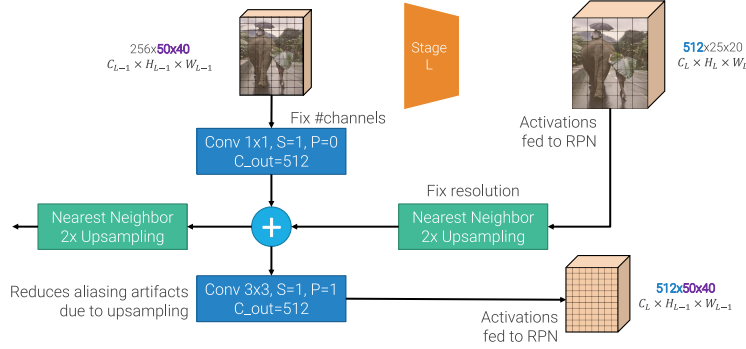 256x50x40
C_{L−1} × H_{L−1} × W_{L−1}
Stage
L
512x25x20
C_L × H_L × W_L
Fix #channels
Activations
fed to RPN
Conv 1x1, S=1, P=0
C_out=512
Fix resolution
Nearest Neighbor
2x Upsampling
+
Nearest Neighbor
2x Upsampling
Reduces aliasing artifacts
due to upsampling
Conv 3x3, S=1, P=1
C_out=512
Activations
fed to RPN
512x50x40
C_L × H_{L−1} × W_{L−1}